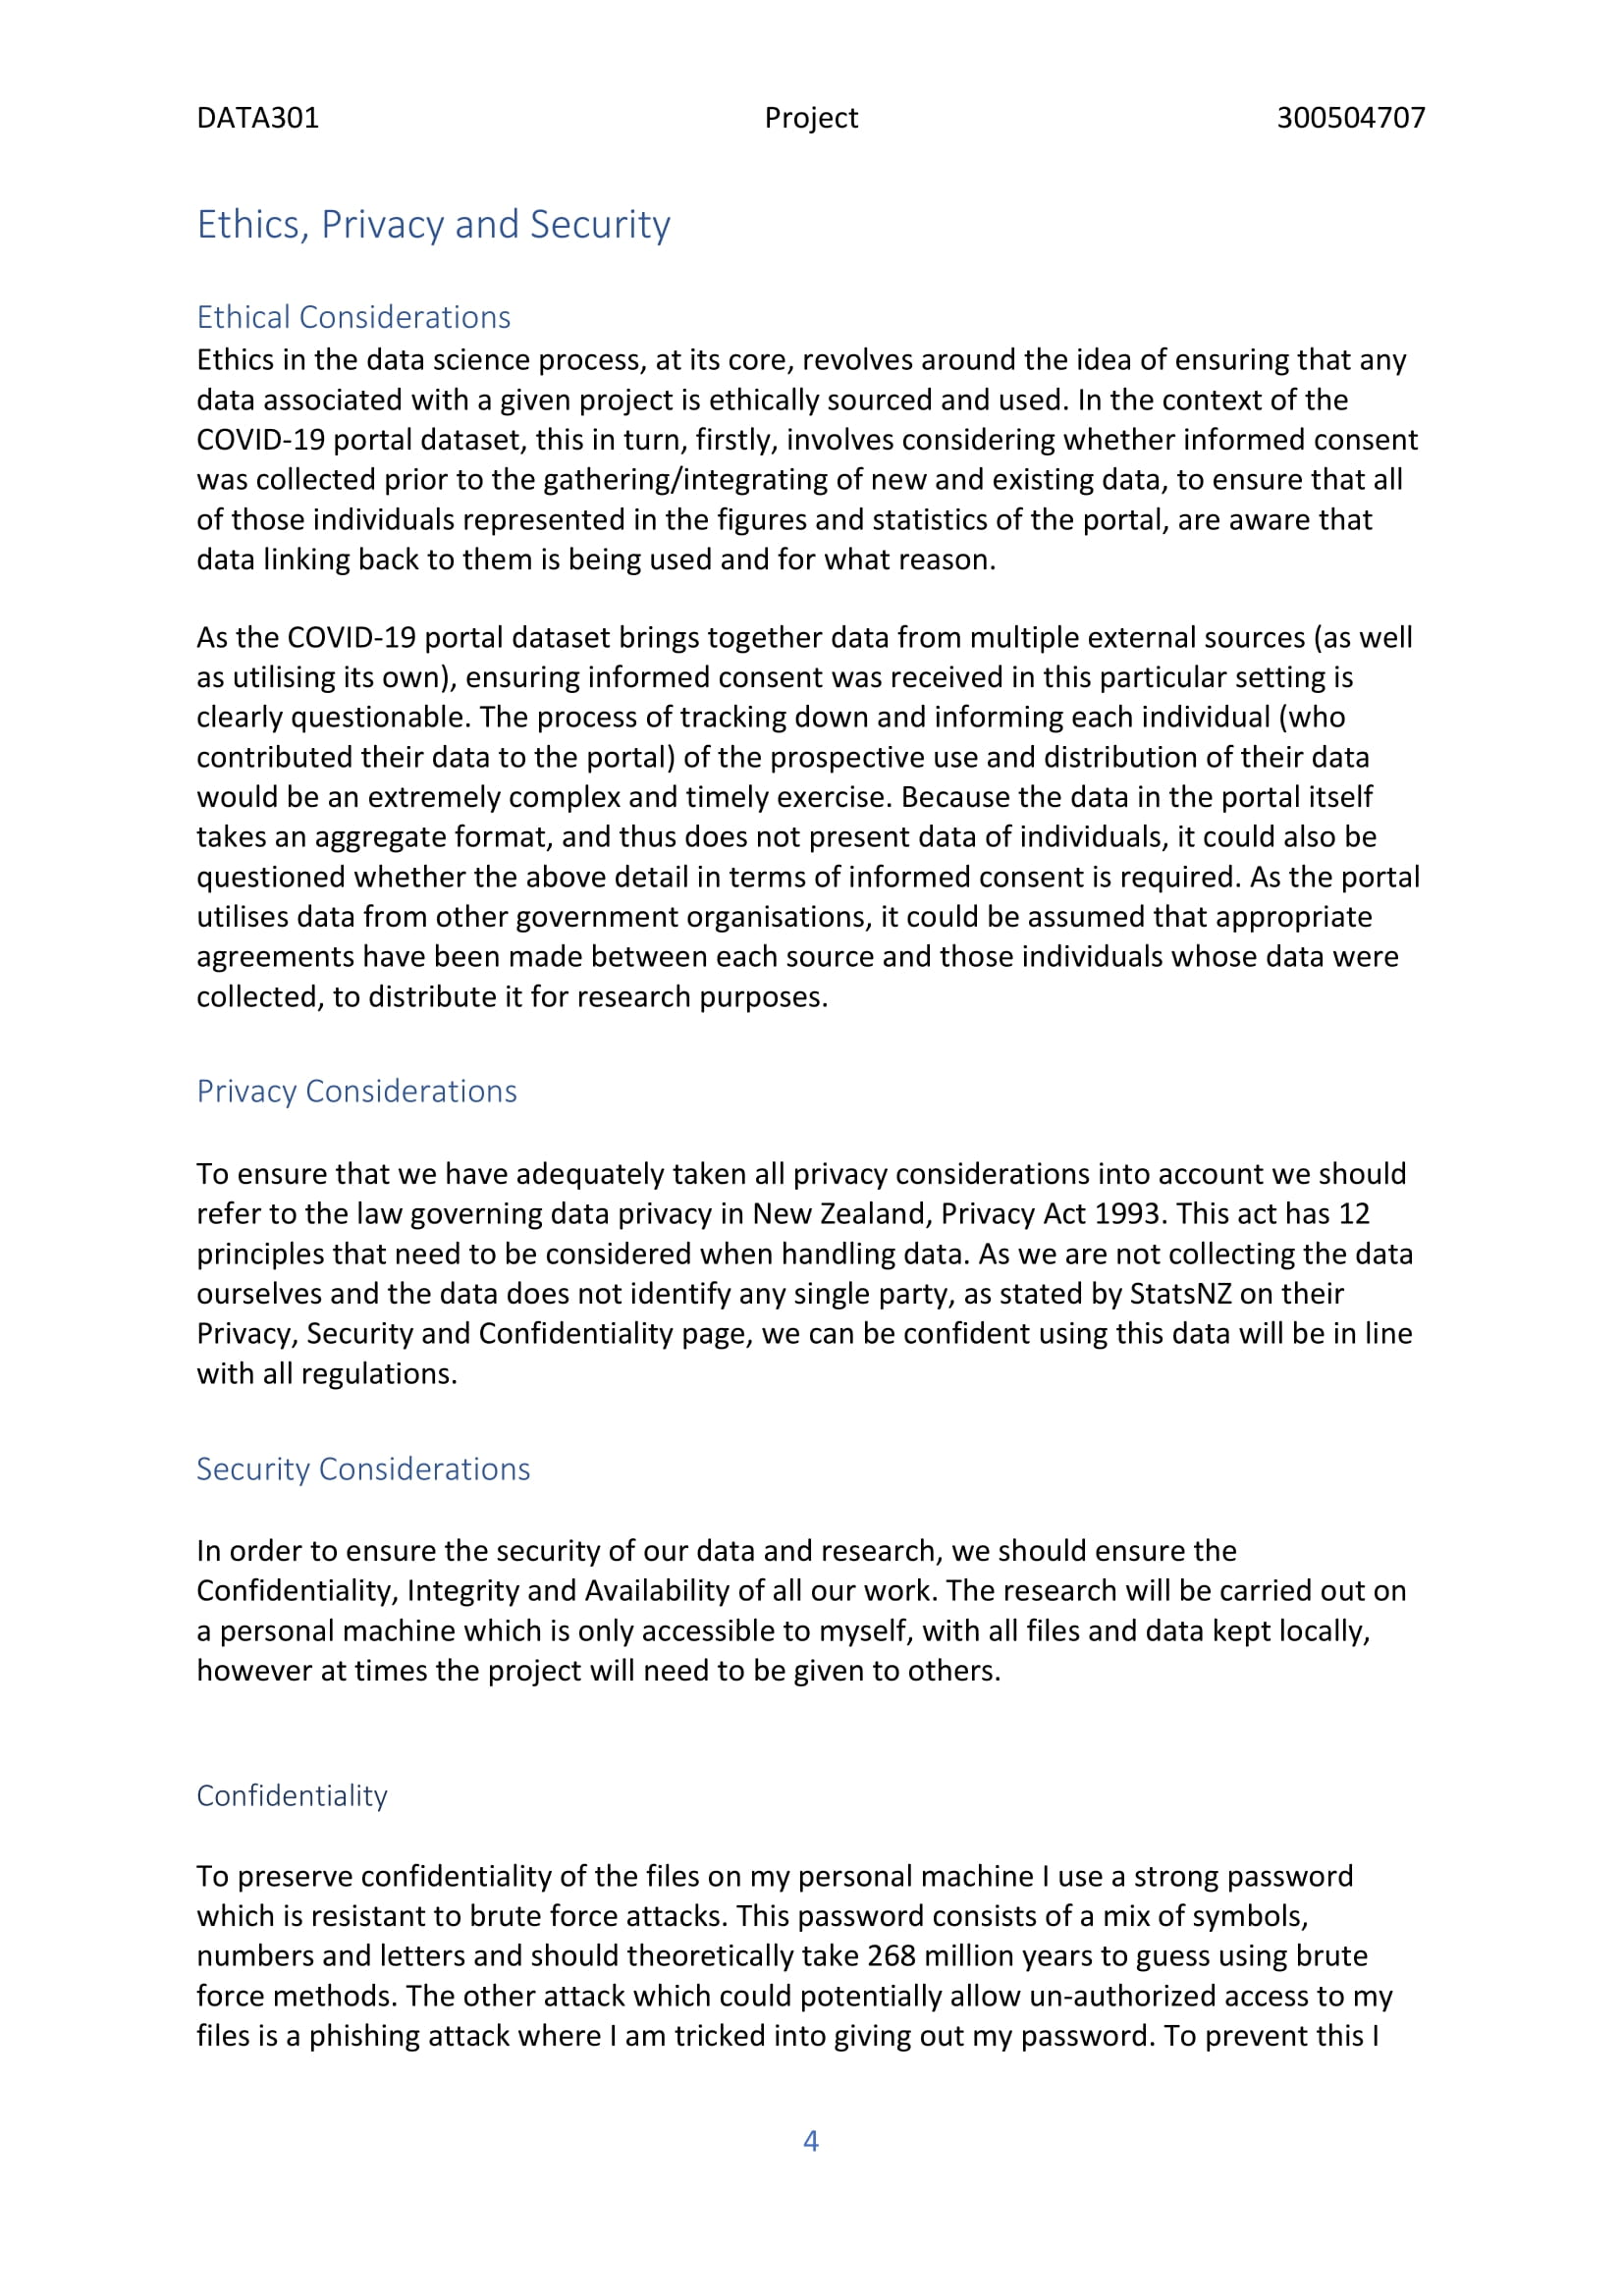 DATA301 Project 300504707
Ethics, Privacy and Security
Ethical Considerations
Ethics in the data science process, at its core, revolves around the idea of ensuring that any
data associated with a given project is ethically sourced and used. In the context of the
COVID-19 portal dataset, this in turn, firstly, involves considering whether informed consent
was collected prior to the gathering/integrating of new and existing data, to ensure that all
of those individuals represented in the figures and statistics of the portal, are aware that
data linking back to them is being used and for what reason.
As the COVID-19 portal dataset brings together data from multiple external sources (as well
as utilising its own), ensuring informed consent was received in this particular setting is
clearly questionable. The process of tracking down and informing each individual (who
contributed their data to the portal) of the prospective use and distribution of their data
would be an extremely complex and timely exercise. Because the data in the portal itself
takes an aggregate format, and thus does not present data of individuals, it could also be
questioned whether the above detail in terms of informed consent is required. As the portal
utilises data from other government organisations, it could be assumed that appropriate
agreements have been made between each source and those individuals whose data were
collected, to distribute it for research purposes.
Privacy Considerations
To ensure that we have adequately taken all privacy considerations into account we should
refer to the law governing data privacy in New Zealand, Privacy Act 1993. This act has 12
principles that need to be considered when handling data. As we are not collecting the data
ourselves and the data does not identify any single party, as stated by StatsNZ on their
Privacy, Security and Confidentiality page, we can be confident using this data will be in line
with all regulations.
Security Considerations
In order to ensure the security of our data and research, we should ensure the
Confidentiality, Integrity and Availability of all our work. The research will be carried out on
a personal machine which is only accessible to myself, with all files and data kept locally,
however at times the project will need to be given to others.
Confidentiality
To preserve confidentiality of the files on my personal machine I use a strong password
which is resistant to brute force attacks. This password consists of a mix of symbols,
numbers and letters and should theoretically take 268 million years to guess using brute
force methods. The other attack which could potentially allow un-authorized access to my
files is a phishing attack where I am tricked into giving out my password. To prevent this I
4